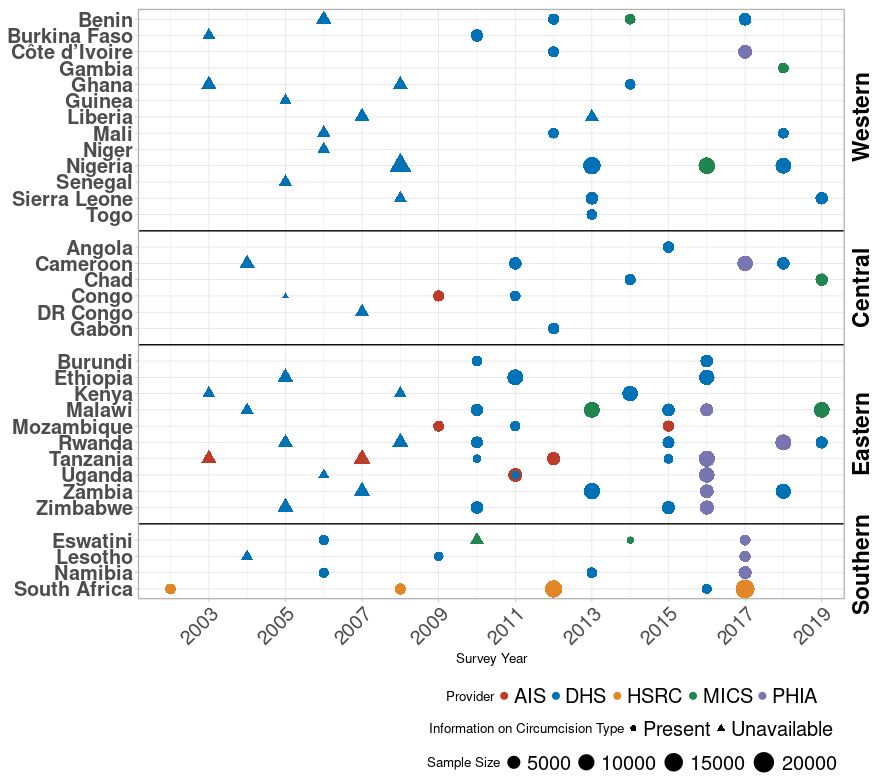 Benin
Burkina Faso
Côte d'Ivoire
Gambia
Ghana
Guinea
Liberia
Mali
Niger
Nigeria
Senegal
Sierra Leone
Togo
Western
Angola
Cameroon
Chad
Congo
DR Congo
Gabon
Central
Burundi
Ethiopia
Kenya
Malawi
Mozambique
Rwanda
Tanzania
Uganda
Zambia
Zimbabwe
Eastern
Eswatini
Lesotho
Namibia
South Africa
Southern
2003 2005 2007 2009 2011 2013 2015 2017 2019
Survey Year
Provider AIS DHS HSRC MICS PHIA
Information on Circumcision Type Present Unavailable
Sample Size 5000 10000 15000 20000